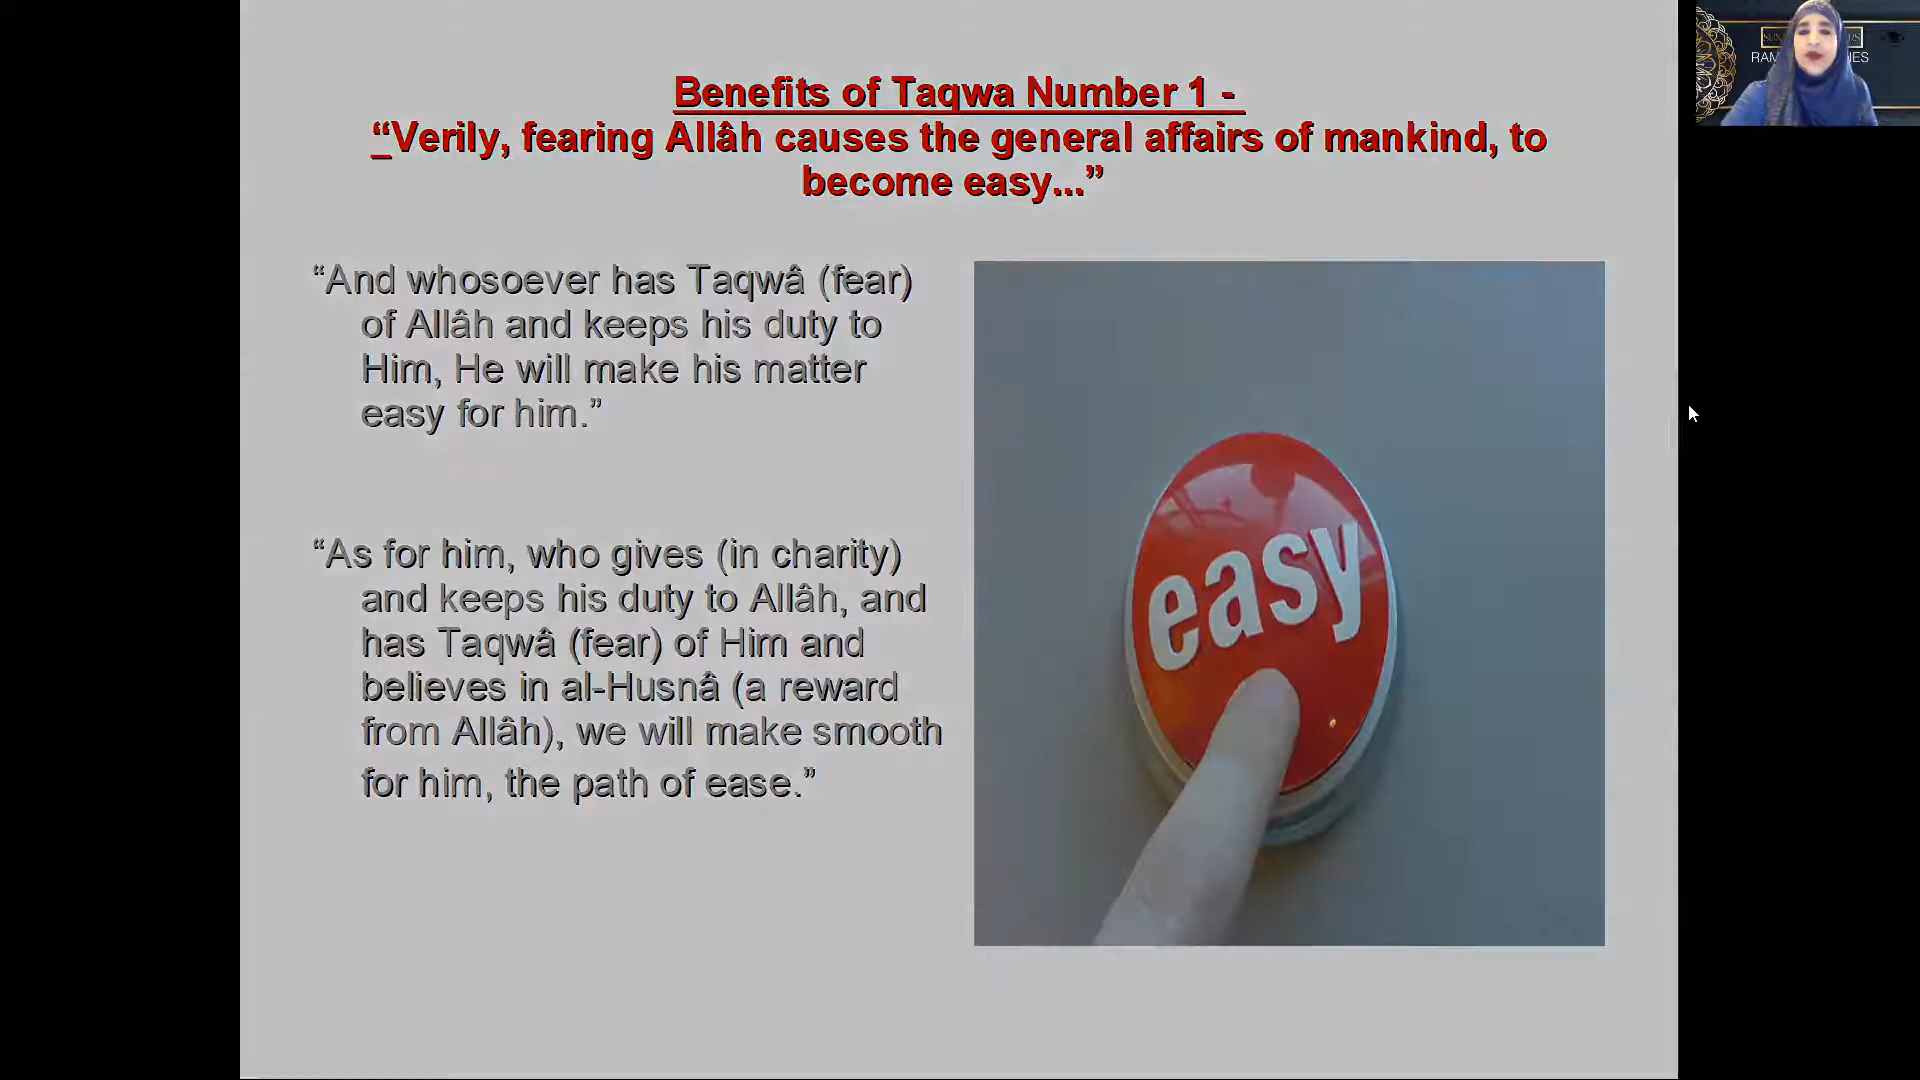 Benefits of Taqwa Number 1 -
“Verily, fearing Allâh causes the general affairs of mankind, to
become easy...”
“And whosoever has Taqwâ (fear)
of Allâh and keeps his duty to
Him, He will make his matter
easy for him.”
“As for him, who gives (in charity)
and keeps his duty to Allâh, and
has Taqwâ (fear) of Him and
believes in al-Husnâ (a reward
from Allâh), we will make smooth
for him, the path of ease.”
easy